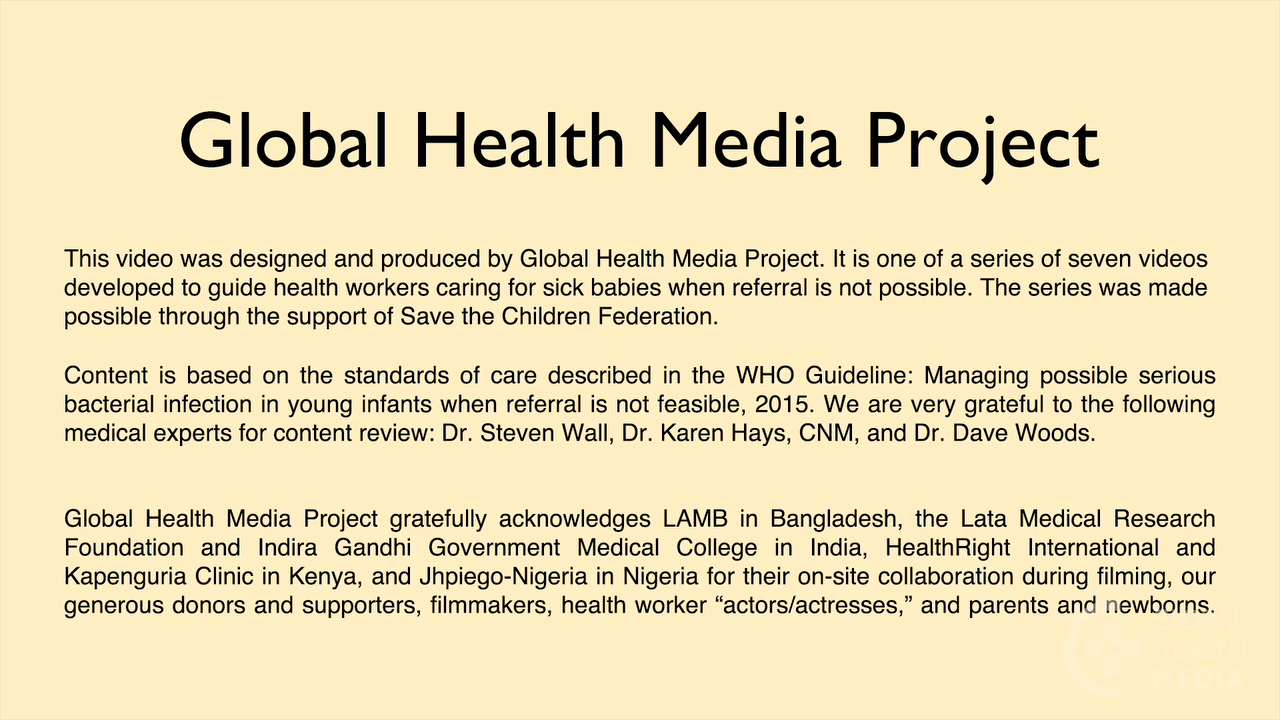 Global Health Media Project
This video was designed and produced by Global Health Media Project. It is one of a series of seven videos
developed to guide health workers caring for sick babies when referral is not possible. The series was made
possible through the support of Save the Children Federation.
Content is based on the standards of care described in the WHO Guideline: Managing possible serious
bacterial infection in young infants when referral is not feasible, 2015. We are very grateful to the following
medical experts for content review: Dr. Steven Wall, Dr. Karen Hays, CNM, and Dr. Dave Woods.
Global Health Media Project gratefully acknowledges LAMB in Bangladesh, the Lata Medical Research
Foundation and Indira Gandhi Government Medical College in India, HealthRight International and
Kapenguria Clinic in Kenya, and Jhpiego-Nigeria in Nigeria for their on-site collaboration during filming, our
generous donors and supporters, filmmakers, health worker “actors/actresses,” and parents and newborns.
GLOBAL
HEALTH
MEDIA